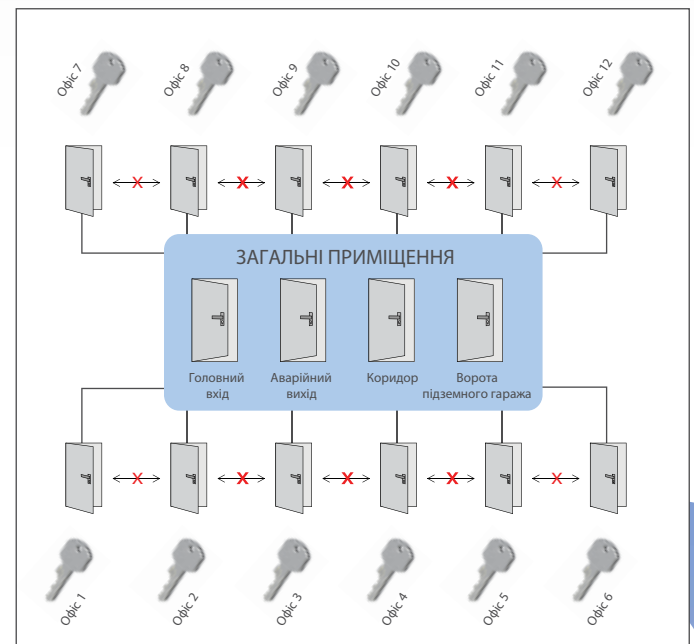 Офіс 7
Офіс 8
Офіс 9
Офіс 10
Офіс 11
Офіс 12
X X X X X
ЗАГАЛЬНІ ПРИМІЩЕННЯ
Головний
вхід
Аварійний
вихід
Коридор
Ворота
підземного гаража
X X X X X
Офіс 1
Офіс 2
Офіс 3
Офіс 4
Офіс 5
Офіс 6